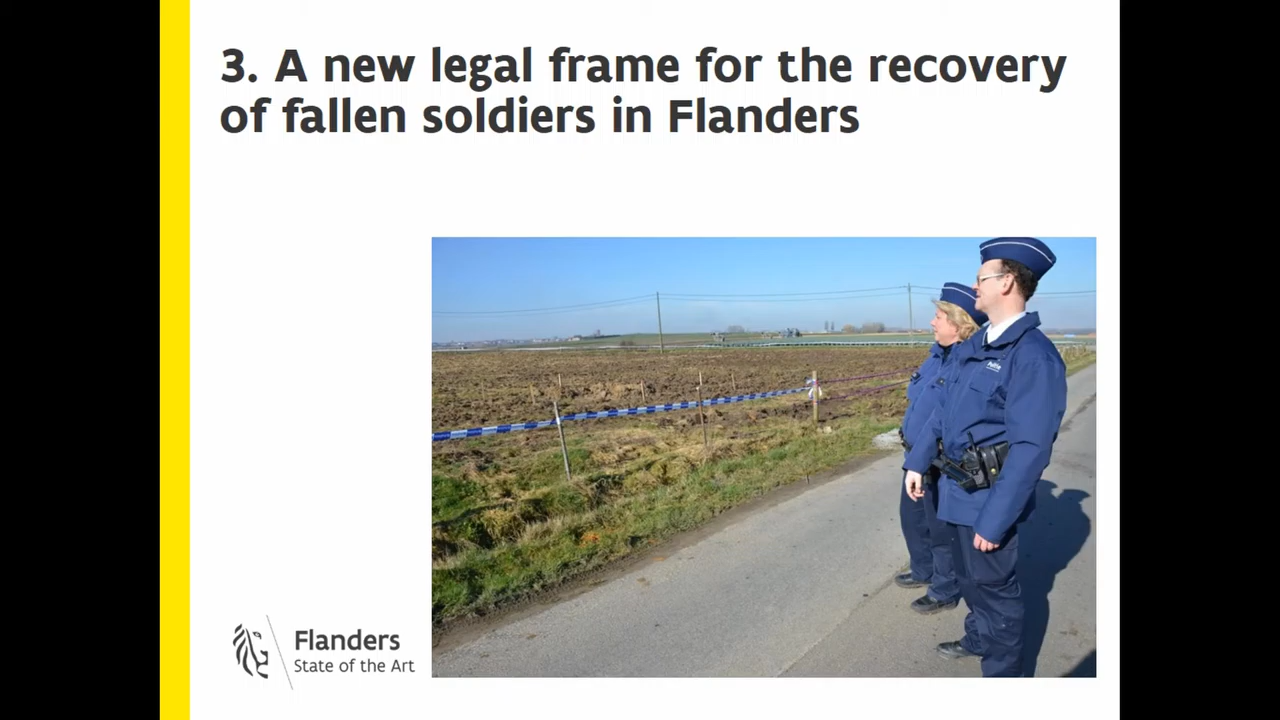 3. A new legal frame for the recovery
of fallen soldiers in Flanders
Flanders
State of the Art